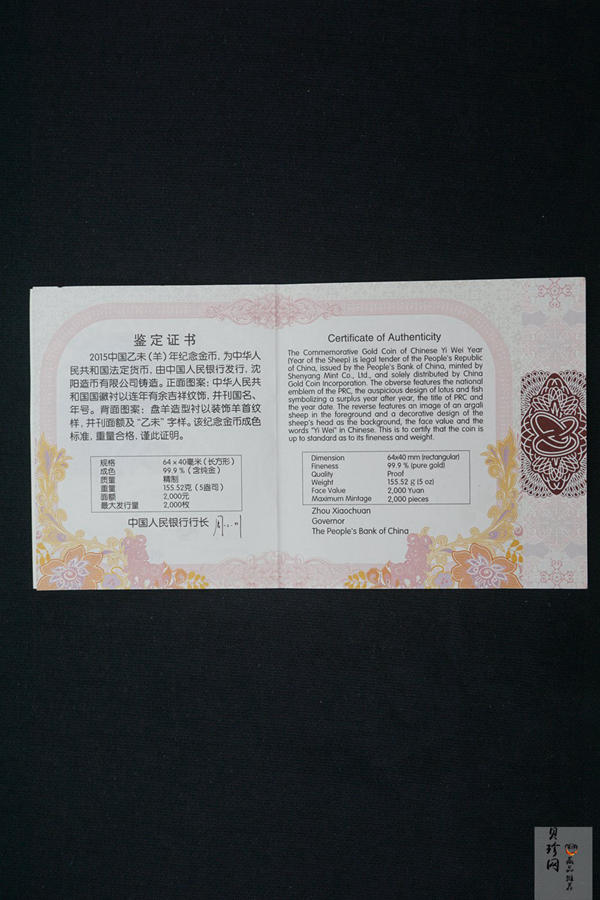 鉴定证书
2015中国乙未(羊)年纪念金币,为中华人
民共和国法定货币,由中国人民银行发行,沈
阳造币有限公司铸造。正面图案:中华人民共
和国国徽衬以连年有余吉祥纹饰,并刊国名、
年号。背面图案:盘羊造型衬以装饰羊首纹
样,并刊面额及“乙未”字样。该纪念金币成色
标准,重量合格,谨此证明。
规格 64×40毫米(长方形)
成色 99.9%(含纯金)
质量 精制
重量 155.52克(5盎司)
面额 2,000元
最大发行量 2,000枚
中国人民银行行长
Certificate of Authenticity
The Commemorative Gold Coin of Chinese Yi Wei Year
(Year of the Sheep) is legal tender of the People's Republic
of China, issued by the People's Bank of China, minted by
Shenyang Mint Co., Ltd., and solely distributed by China
Gold Coin Incorporation. The obverse features the national
emblem of the PRC, the auspicious design of lotus and fish
symbolizing a surplus year after year, the title of PRC and
the year date. The reverse features an image of an argali
sheep in the foreground and a decorative design of the
sheep's head as the background, the face value and the
words "Yi Wei" in Chinese. This is to certify that the coin is
up to standard as to its fineness and weight.
Dimension 64x40 mm (rectangular)
Fineness 99.9 % (pure gold)
Quality Proof
Weight 155.52 g (5 oz)
Face Value 2,000 Yuan
Maximum Mintage 2,000 pieces
Zhou Xiaochuan
Governor
The People's Bank of China
贝珍网
藏品推荐